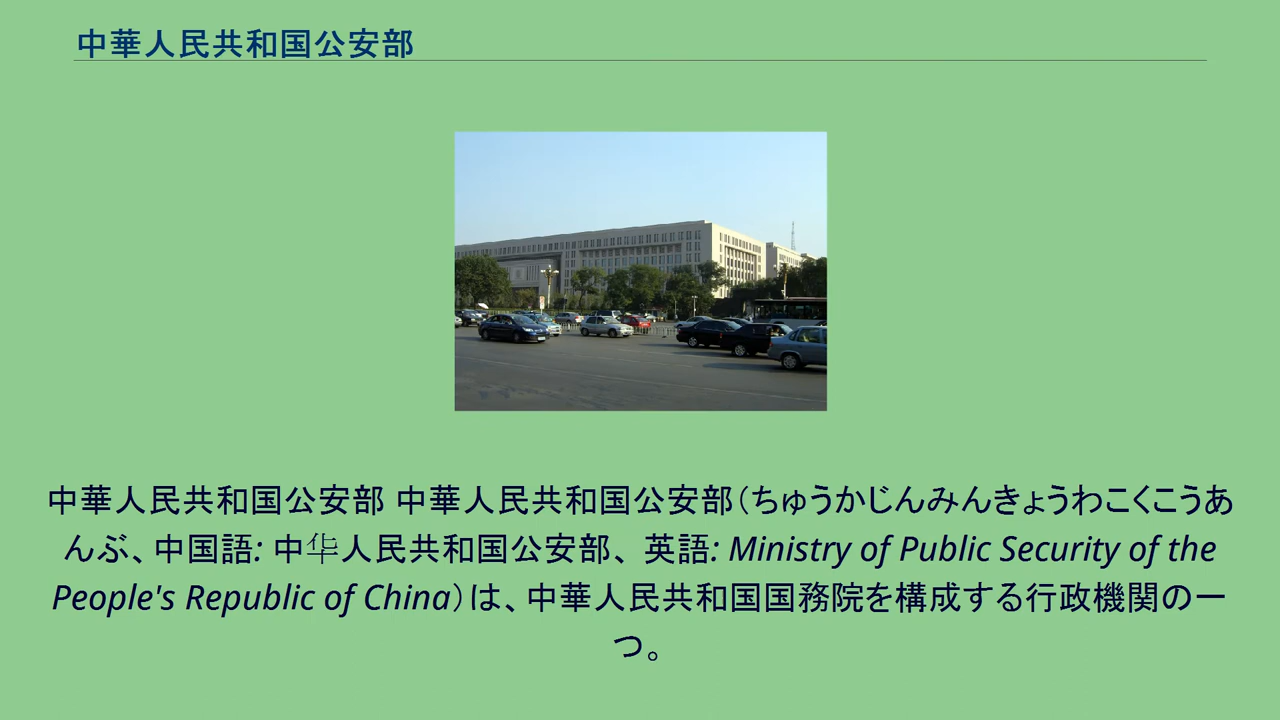 中華人民共和国公安部
中華人民共和国公安部 中華人民共和国公安部（ちゅうかじんみんきょうわこくこうあ
んぶ、中国語: 中华人民共和国公安部、英語: Ministry of Public Security of the
People's Republic of China）は、中華人民共和国国務院を構成する行政機関の一
つ。